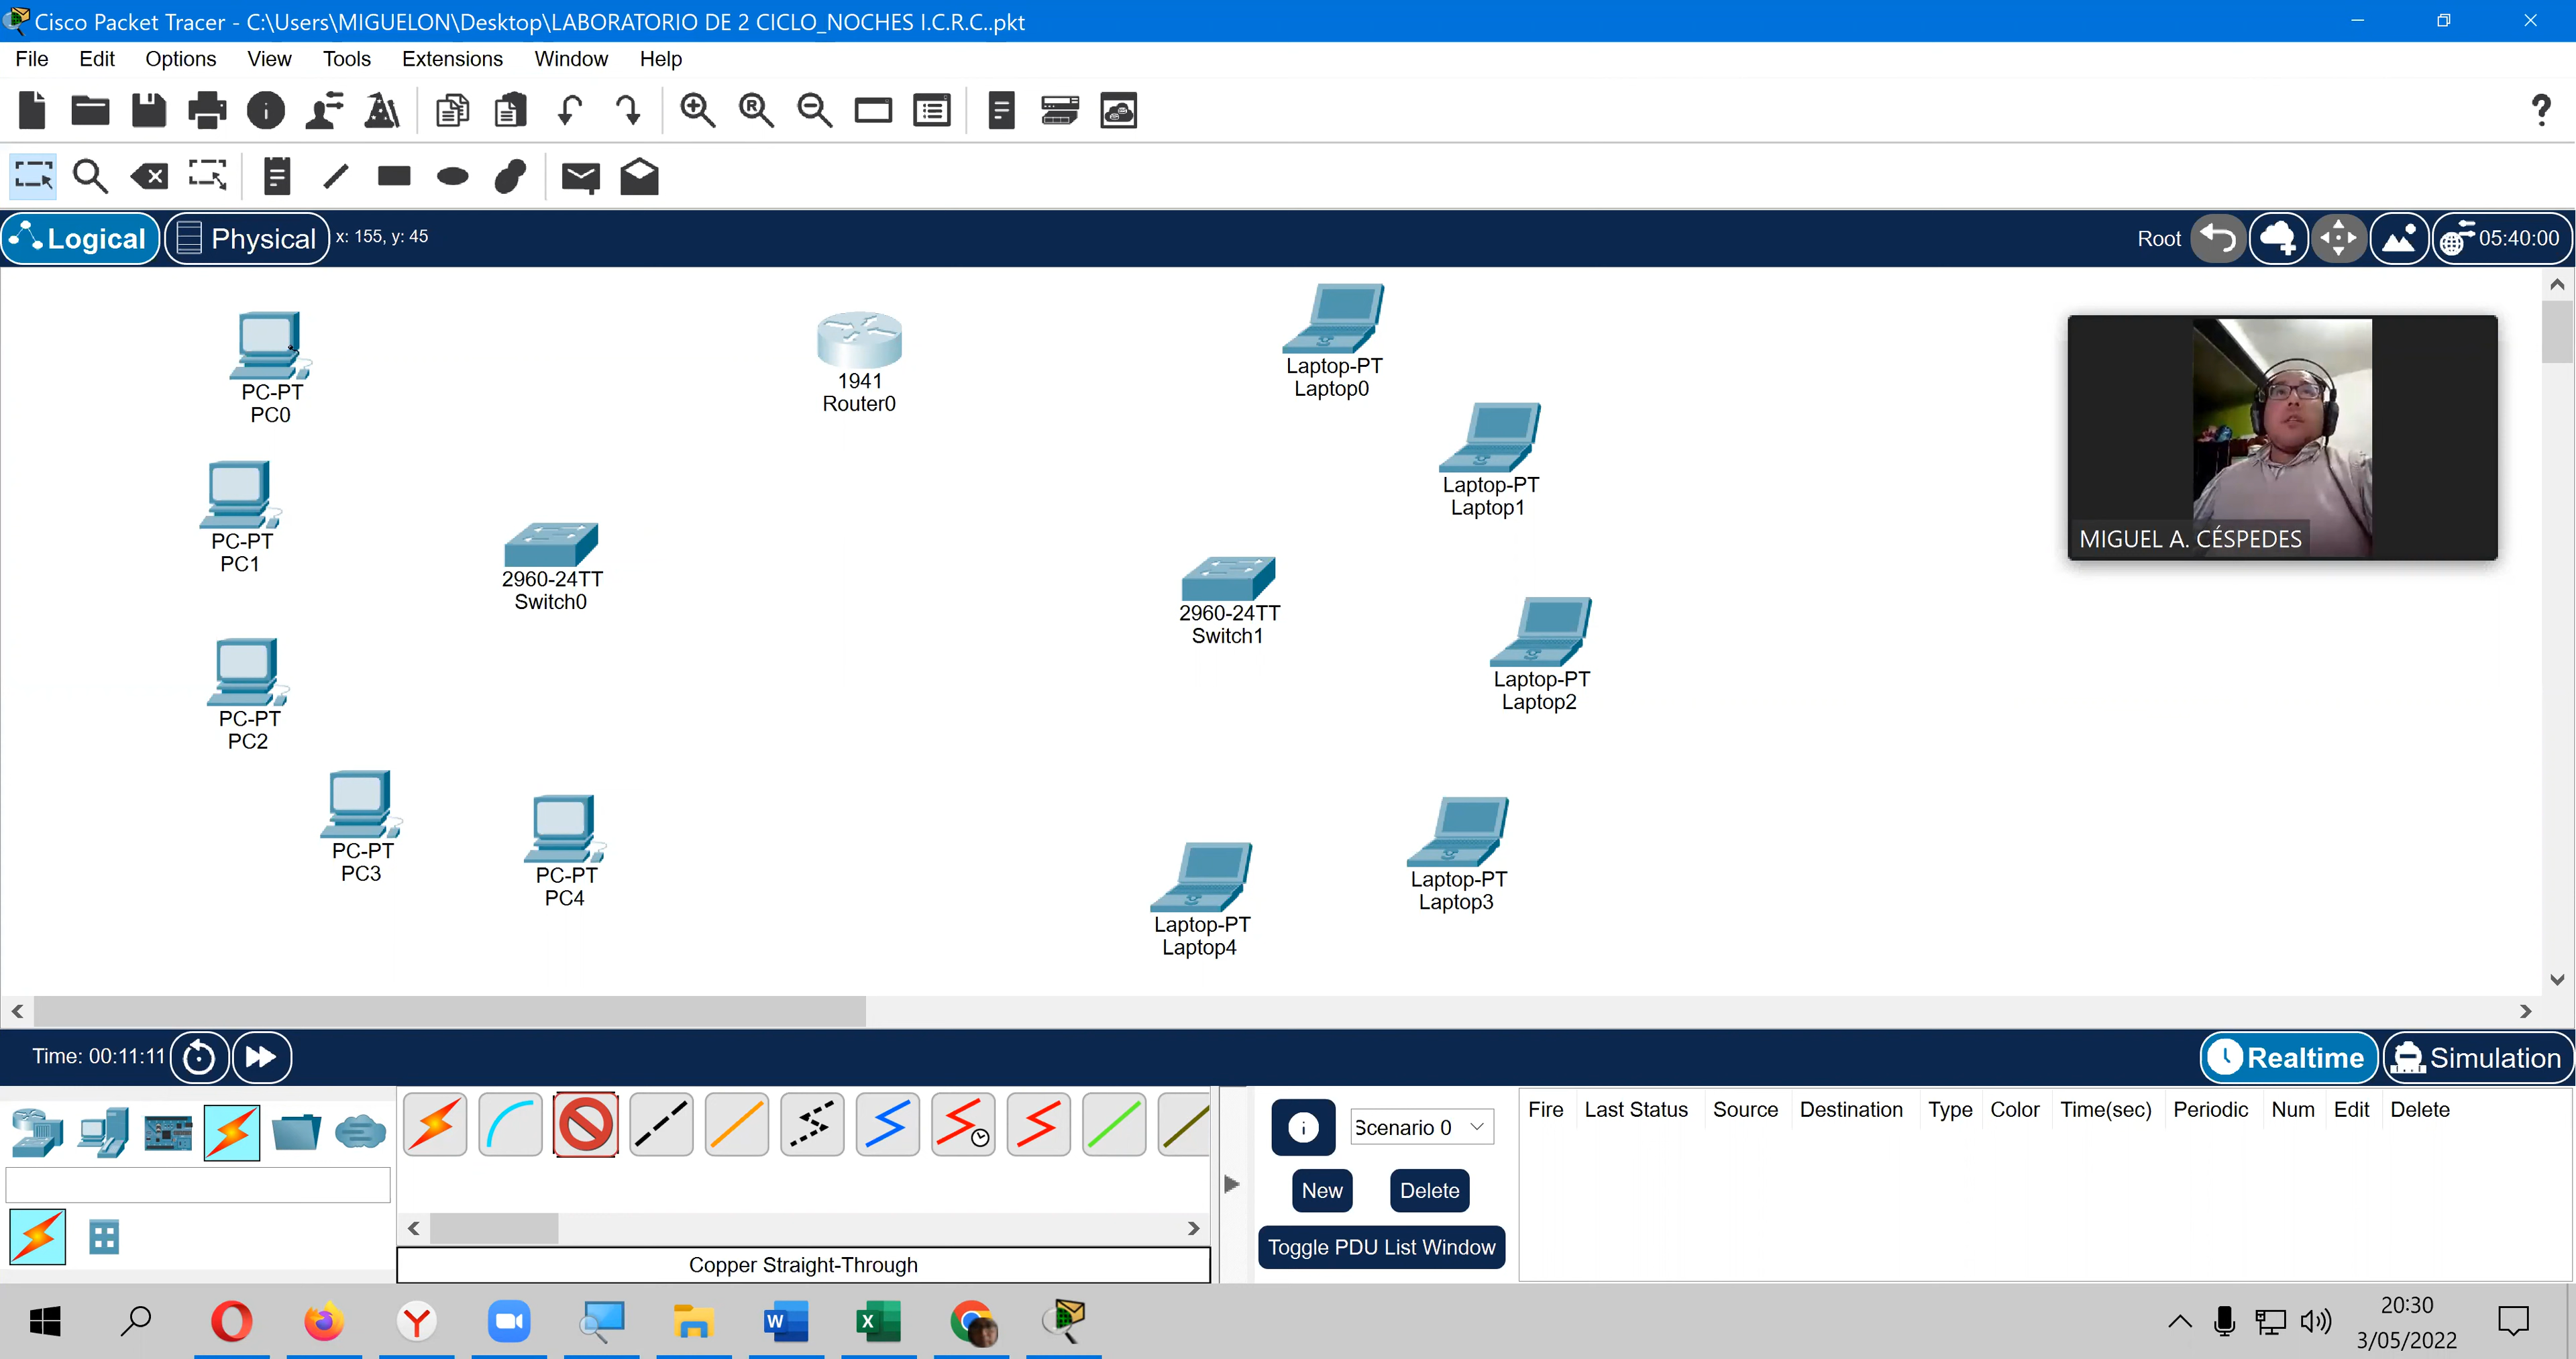 Cisco Packet Tracer - C:\Users\MIGUELON\Desktop\LABORATORIO DE 2 CICLO_NOCHES I.C.R.C..pkt
File Edit Options View Tools Extensions Window Help
Logical Physical x: 155, y: 45 Root 05:40:00
PC-PT
PC0
1941
Router0
Laptop-PT
Laptop0
Laptop-PT
Laptop1
PC-PT
PC1
MIGUEL A. CÉSPEDES
2960-24TT
Switch0
2960-24TT
Switch1
Laptop-PT
Laptop2
PC-PT
PC2
PC-PT
PC3
PC-PT
PC4
Laptop-PT
Laptop3
Laptop-PT
Laptop4
Time: 00:11:11 Realtime Simulation
Scenario 0
Fire Last Status Source Destination Type Color Time(sec) Periodic Num Edit Delete
New Delete
Toggle PDU List Window
Copper Straight-Through
20:30
3/05/2022